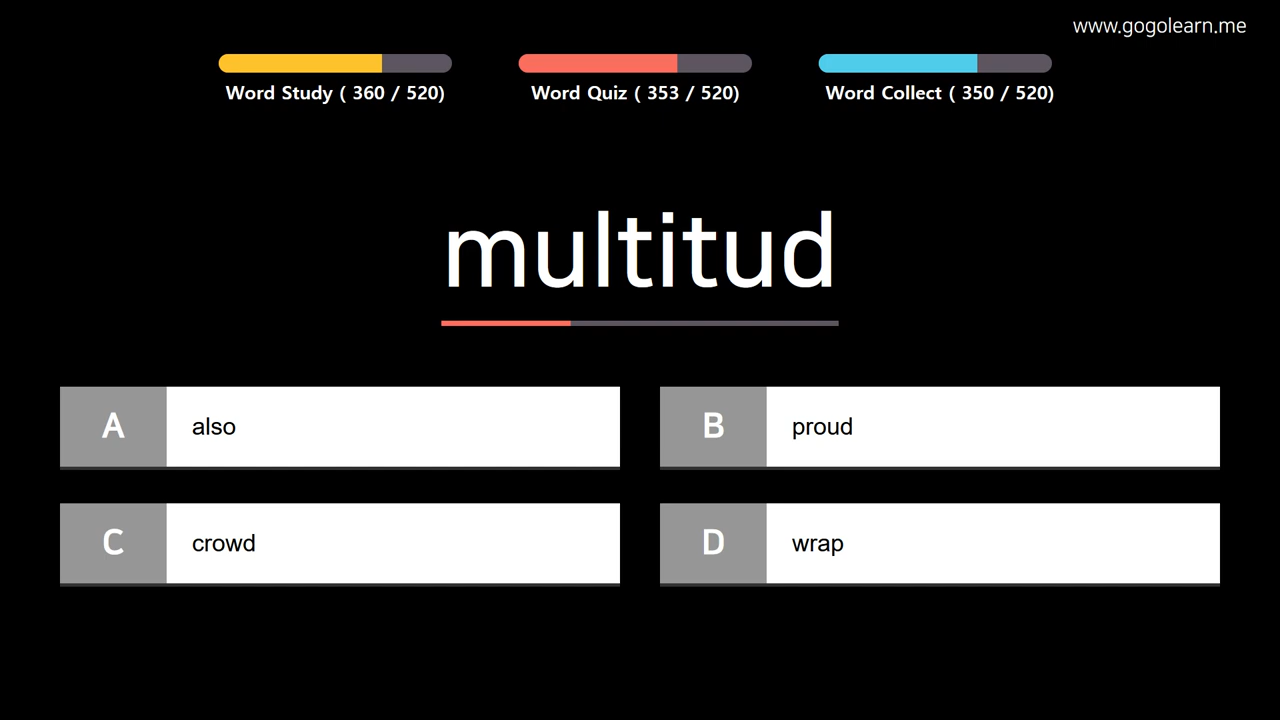 www.gogolearn.me
Word Study ( 360 / 520)
Word Quiz ( 353 / 520)
Word Collect ( 350 / 520)
multitud
A also
B proud
C crowd
D wrap